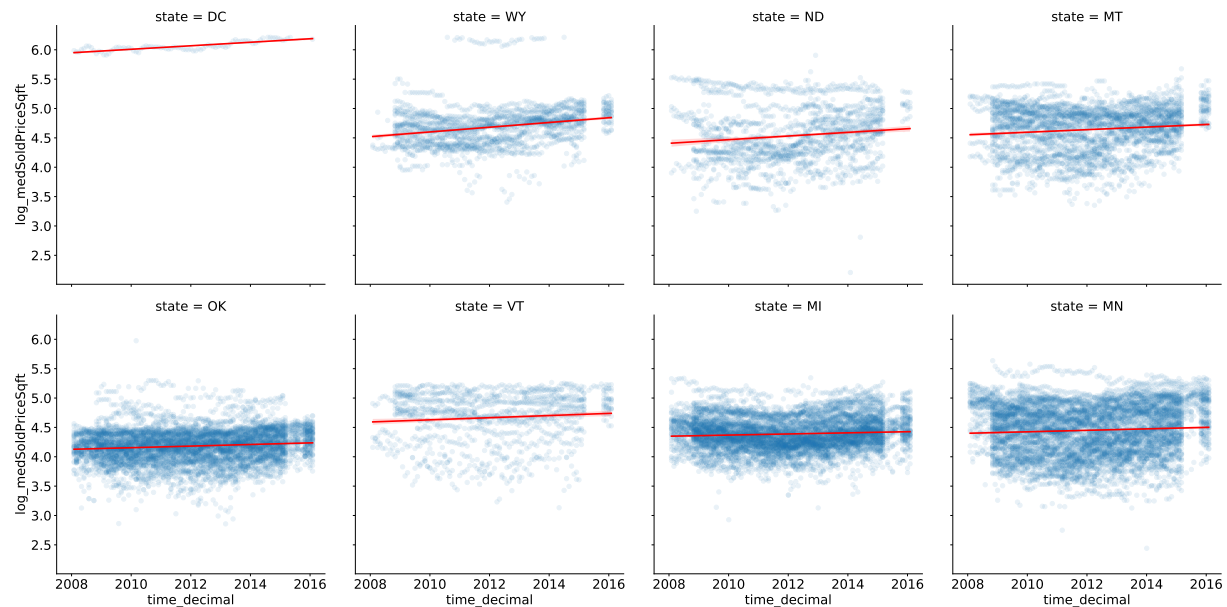 state = DC
state = WY
state = ND
state = MT
log_medSoldPriceSqft
6.0
5.5
5.0
4.5
4.0
3.5
3.0
2.5
state = OK
state = VT
state = MI
state = MN
log_medSoldPriceSqft
6.0
5.5
5.0
4.5
4.0
3.5
3.0
2.5
2008 2010 2012 2014 2016
2008 2010 2012 2014 2016
2008 2010 2012 2014 2016
2008 2010 2012 2014 2016
time_decimal
time_decimal
time_decimal
time_decimal